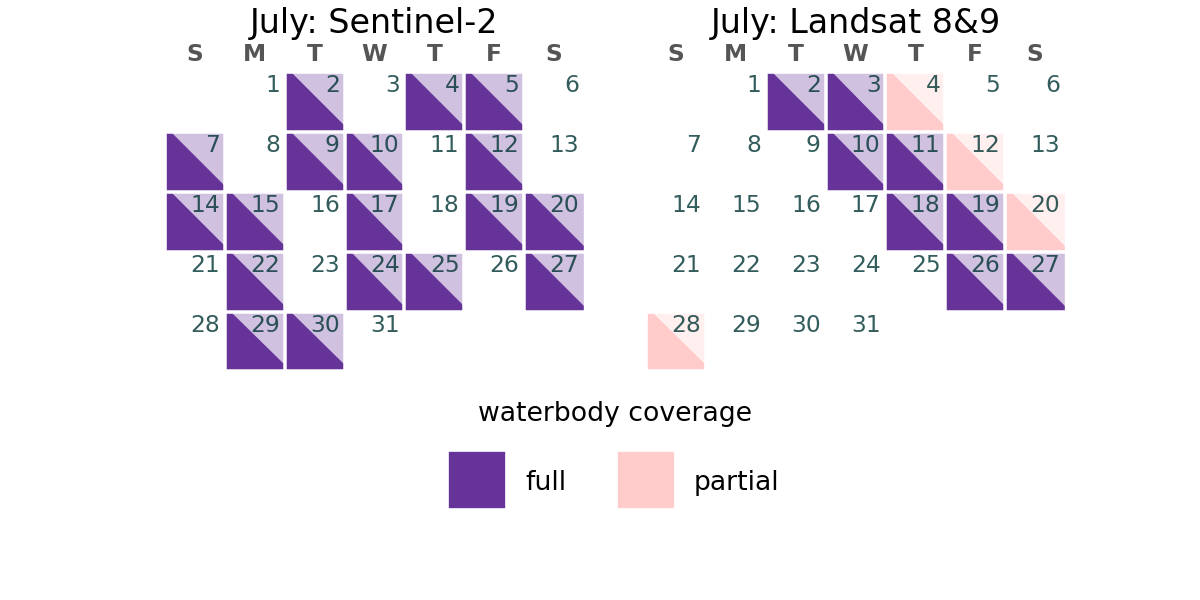 July: Sentinel-2
S M T W T F S
1 2 3 4 5 6
7 8 9 10 11 12 13
14 15 16 17 18 19 20
21 22 23 24 25 26 27
28 29 30 31
July: Landsat 8&9
S M T W T F S
1 2 3 4 5 6
7 8 9 10 11 12 13
14 15 16 17 18 19 20
21 22 23 24 25 26 27
28 29 30 31
waterbody coverage
full partial